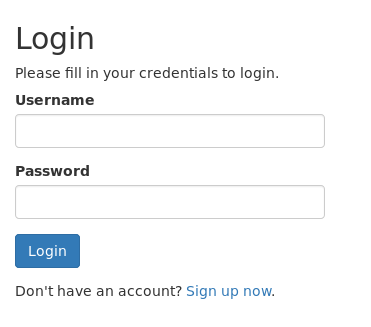 Login
Please fill in your credentials to login.
Username
Password
Login
Don't have an account? Sign up now.